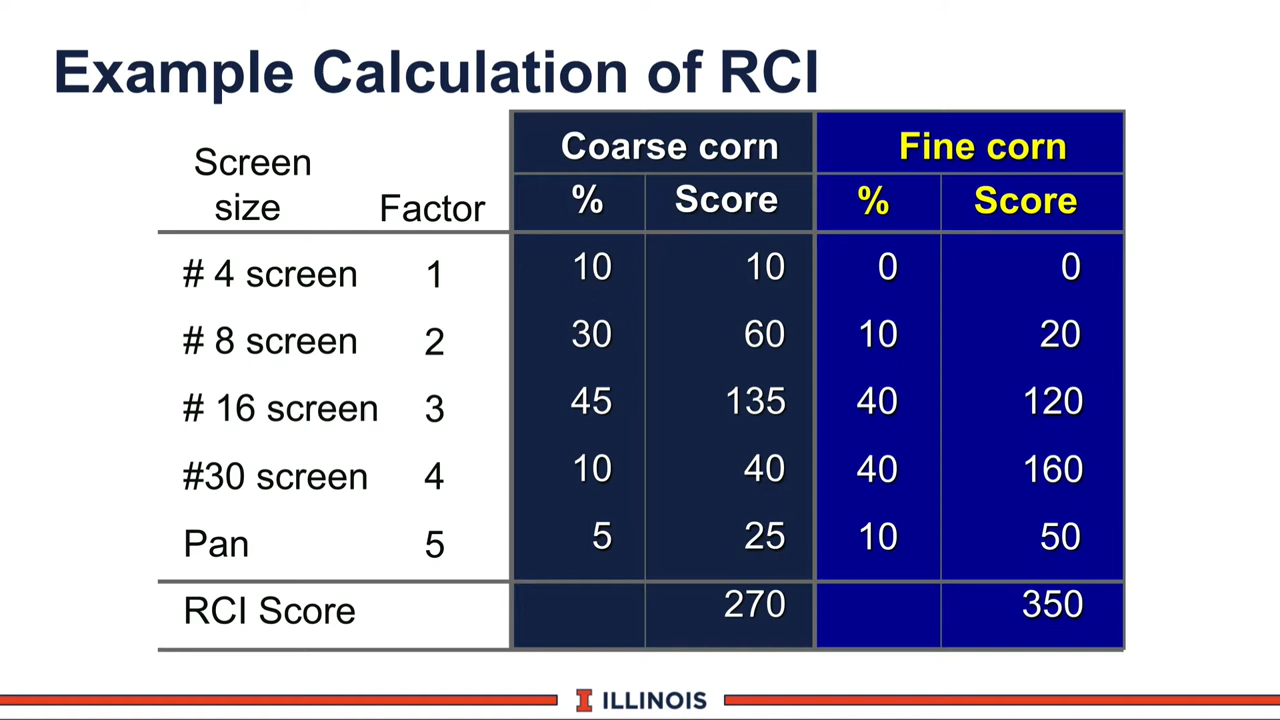 Example Calculation of RCI
Coarse corn Fine corn
Screen size Factor % Score % Score
# 4 screen 1 10 10 0 0
# 8 screen 2 30 60 10 20
# 16 screen 3 45 135 40 120
#30 screen 4 10 40 40 160
Pan 5 5 25 10 50
RCI Score 270 350
I ILLINOIS